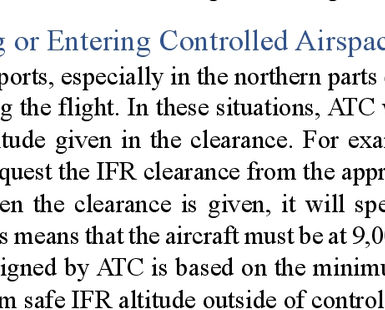 g or Entering Controlled Airspac
ports, especially in the northern parts
g the flight. In these situations, ATC
tude given in the clearance. For exa
quest the IFR clearance from the appr
en the clearance is given, it will spe
s means that the aircraft must be at 9,00
igned by ATC is based on the minimu
m safe IFR altitude outside of control